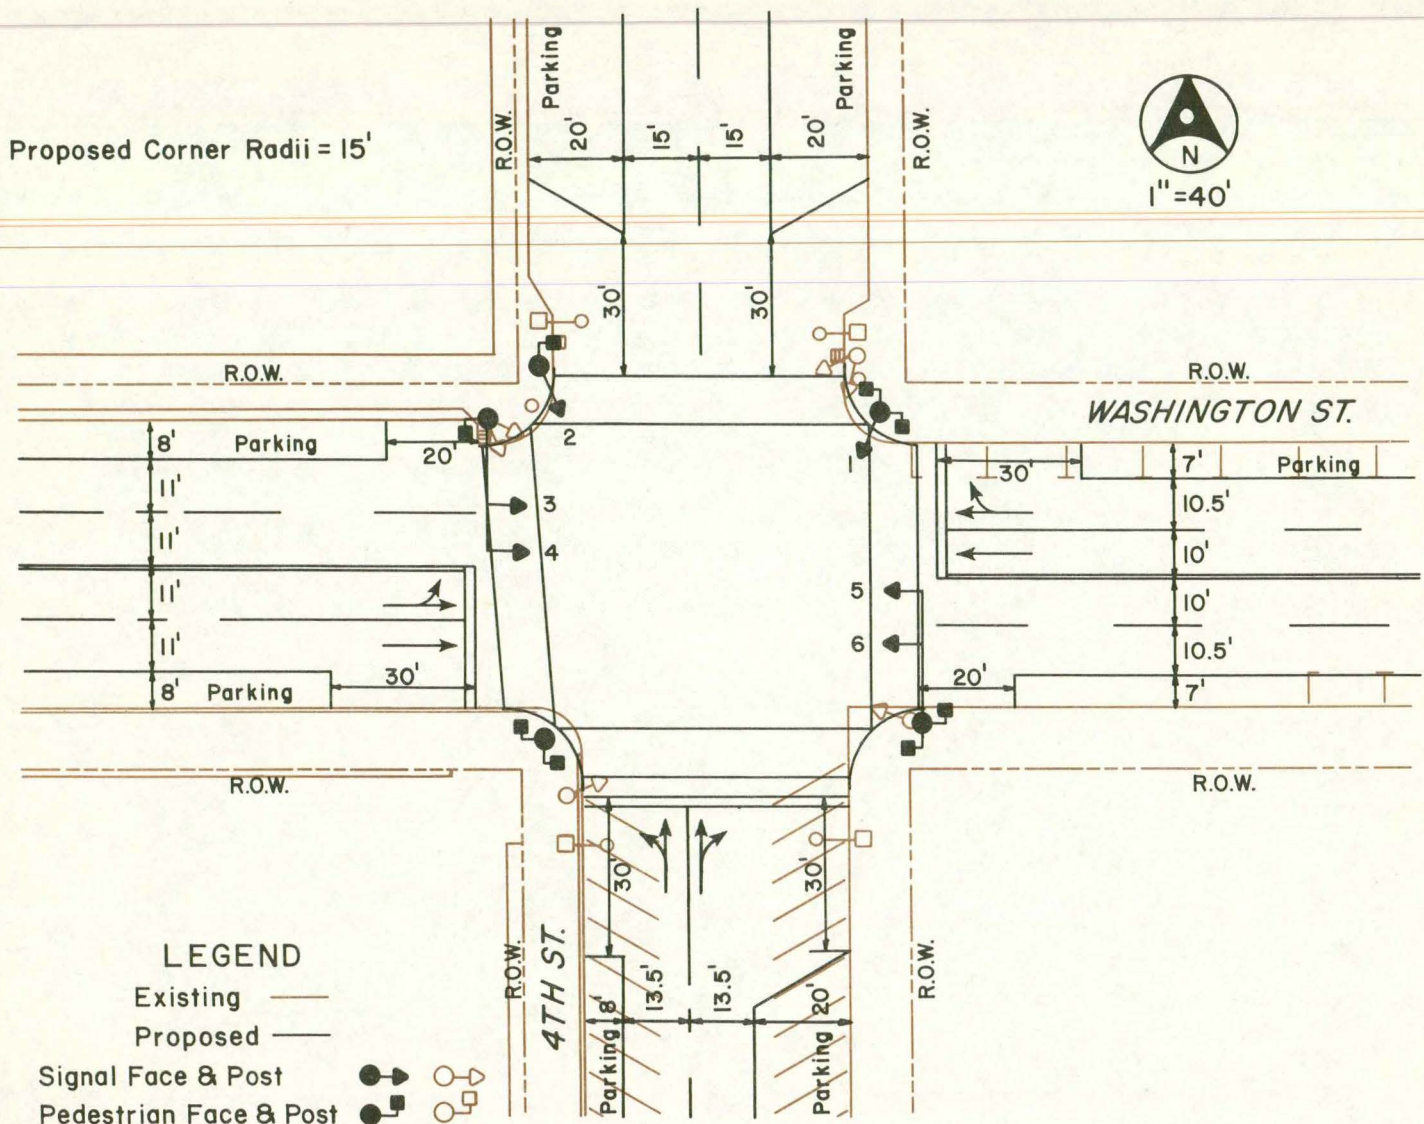 Parking
Parking
Proposed Corner Radii = 15'
R.O.W.
20'
15'
15'
20'
R.O.W.
N
1"=40'
30'
30'
R.O.W.
R.O.W.
WASHINGTON ST.
8'
Parking
20'
2
1
30'
7'
Parking
11'
3
10.5'
11'
4
10'
11'
5
10'
11'
6
10.5'
8'
Parking
30'
20'
7'
R.O.W.
R.O.W.
30'
30'
R.O.W.
4TH ST.
8'
13.5'
13.5'
20'
R.O.W.
Parking
Parking
LEGEND
Existing
Proposed
Signal Face & Post
Pedestrian Face & Post